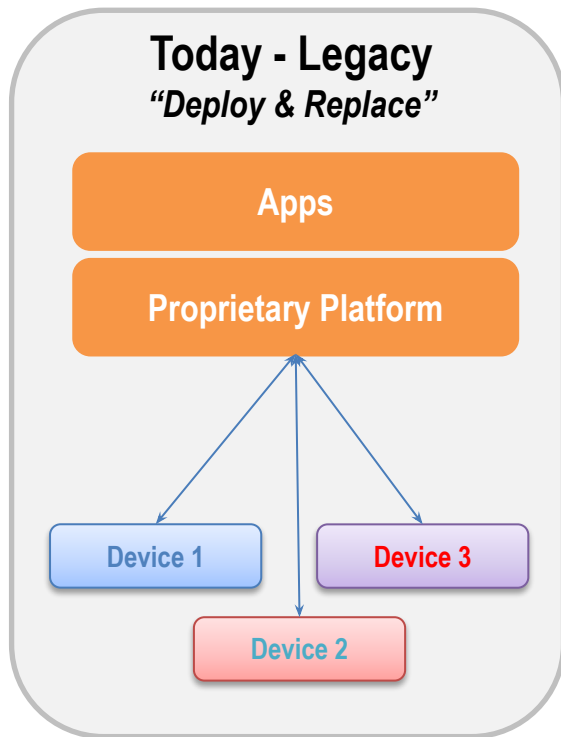 Today - Legacy
“Deploy & Replace”
Apps
Proprietary Platform
Device 1
Device 3
Device 2